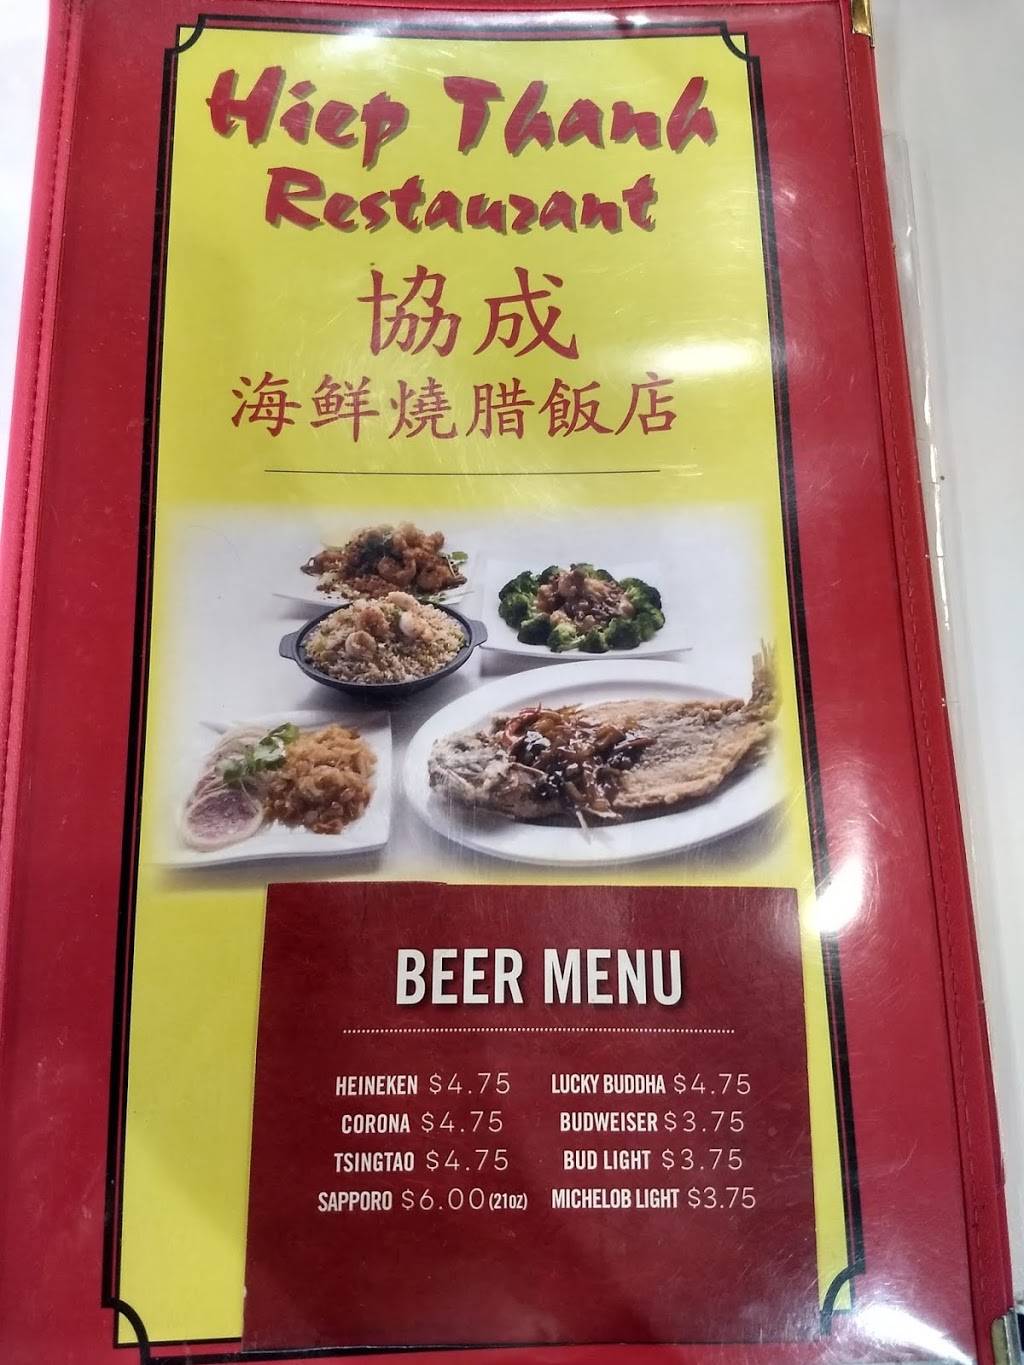 Hiep Thanh
Restaurant
協成
海鮮燒腊飯店
BEER MENU
HEINEKEN $4.75 LUCKY BUDDHA $4.75
CORONA $4.75 BUDWEISER $3.75
TSINGTAO $4.75 BUD LIGHT $3.75
SAPPORO $6.00 (21OZ) MICHELOB LIGHT $3.75